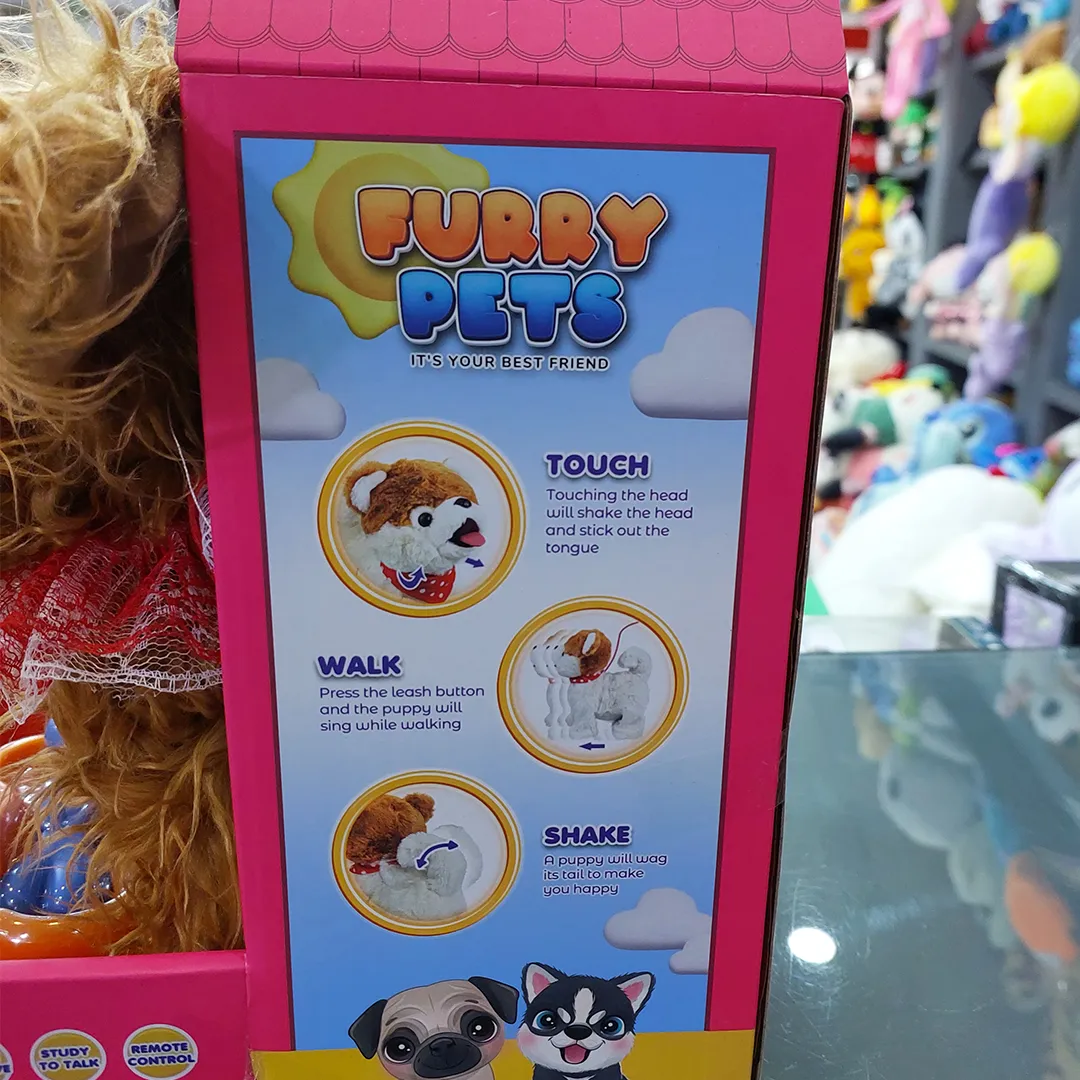 FURRY
PETS
IT'S YOUR BEST FRIEND
TOUCH
Touching the head
will shake the head
and stick out the
tongue
WALK
Press the leash button
and the puppy will
sing while walking
SHAKE
A puppy will wag
its tail to make
you happy
STUDY
TO TALK
REMOTE
CONTROL